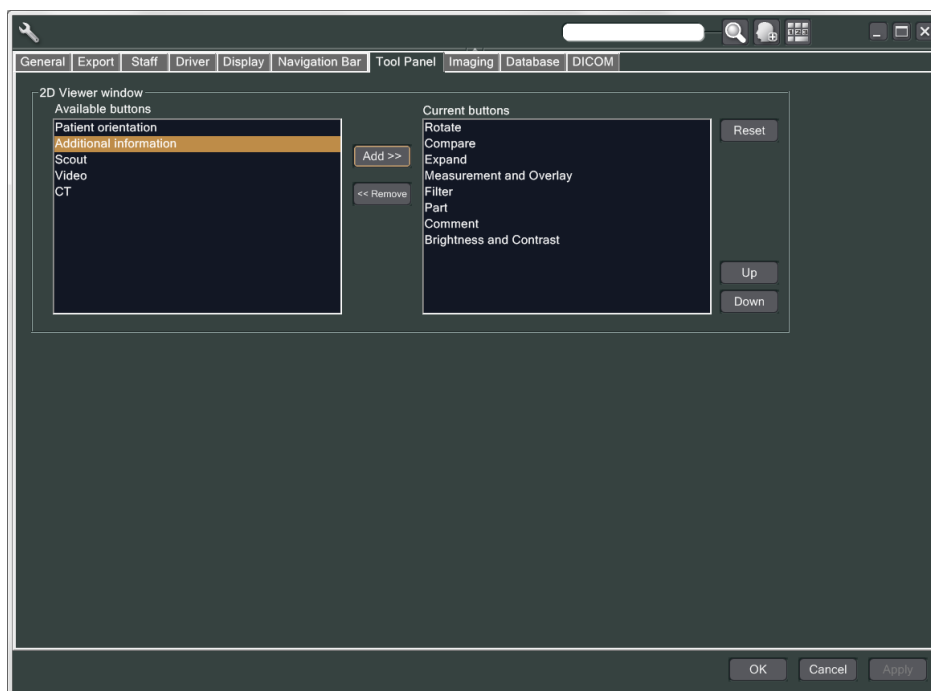 General Export Staff Driver Display Navigation Bar Tool Panel Imaging Database DICOM
2D Viewer window
Available buttons
Patient orientation
Additional information
Scout
Video
CT
Add >>
<< Remove
Current buttons
Rotate
Compare
Expand
Measurement and Overlay
Filter
Part
Comment
Brightness and Contrast
Reset
Up
Down
OK Cancel Apply